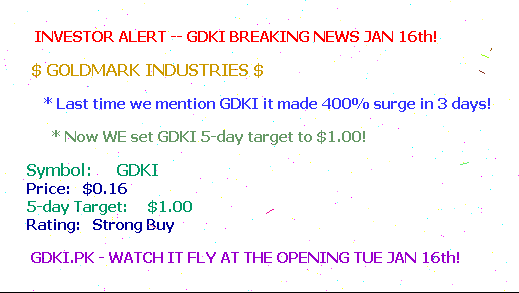 INVESTOR ALERT -- GDKI BREAKING NEWS JAN 16th!
$ GOLDMARK INDUSTRIES $
* Last time we mention GDKI it made 400% surge in 3 days!
* Now WE set GDKI 5-day target to $1.00!
Symbol: GDKI
Price: $0.16
5-day Target: $1.00
Rating: Strong Buy
GDKI.PK - WATCH IT FLY AT THE OPENING TUE JAN 16th!